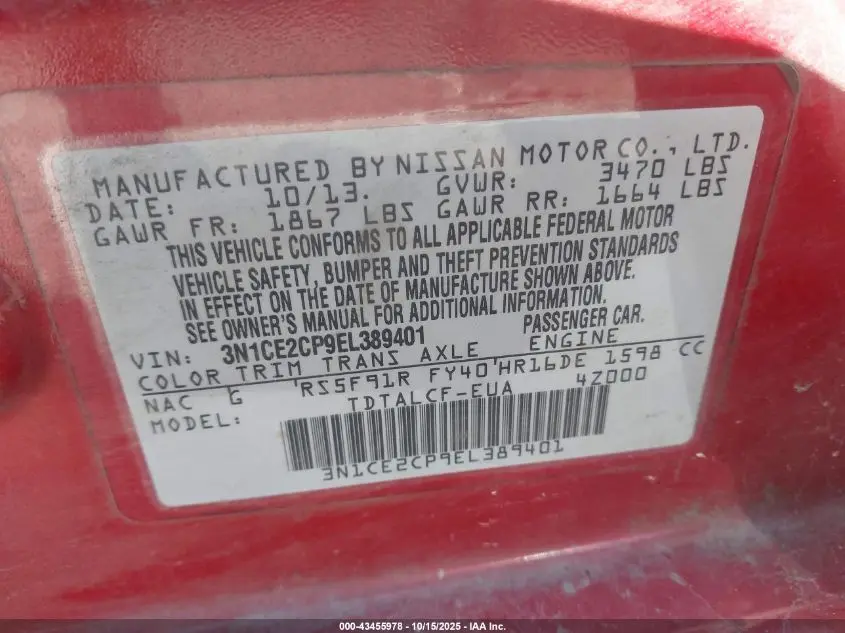 MANUFACTURED BY NISSAN MOTOR CO., LTD.
DATE: 10/13. GVWR: 3470 LBS
GAWR FR: 1867 LBS GAWR RR: 1664 LBS
THIS VEHICLE CONFORMS TO ALL APPLICABLE FEDERAL MOTOR
VEHICLE SAFETY, BUMPER AND THEFT PREVENTION STANDARDS
IN EFFECT ON THE DATE OF MANUFACTURE SHOWN ABOVE.
SEE OWNER'S MANUAL FOR ADDITIONAL INFORMATION.
VIN: 3N1CE2CP9EL389401 PASSENGER CAR.
COLOR TRIM TRANS AXLE ENGINE
NAC G RS5F91R FY40 HR16DE 1598 CC
MODEL: TDTALCF-EUA 4Z000
3N1CE2CP9EL389401
000-43455978 - 10/15/2025 - IAA Inc.